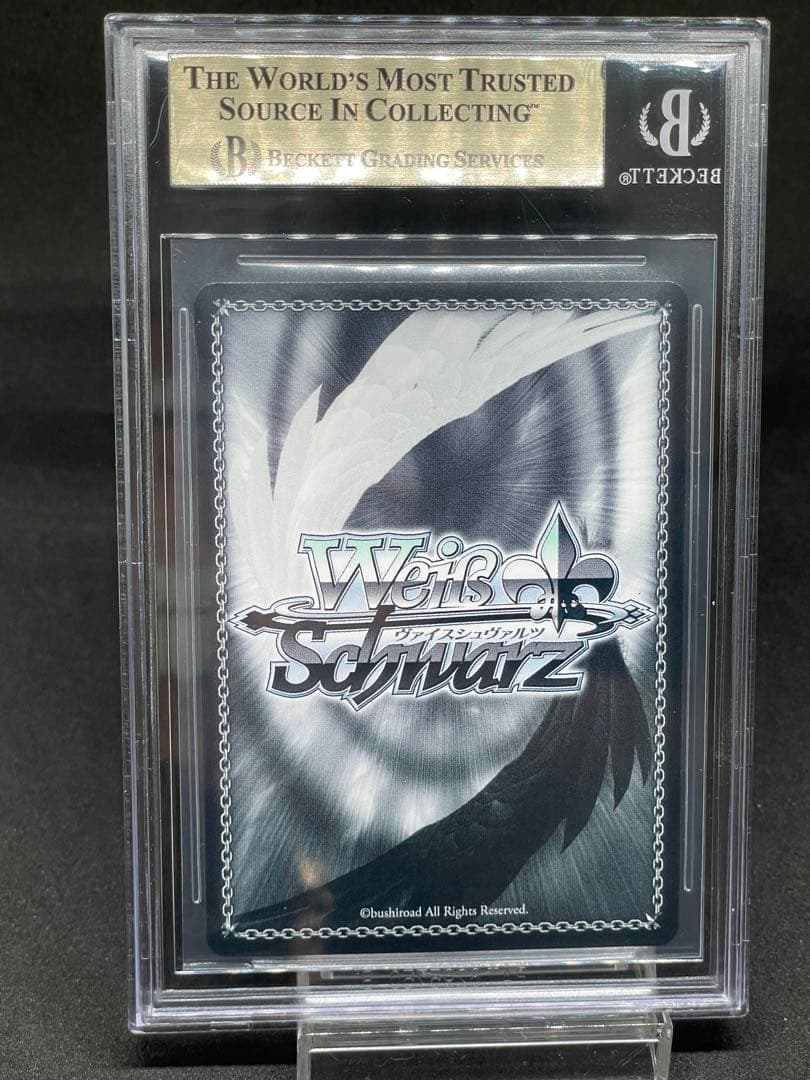 THE WORLD'S MOST TRUSTED
SOURCE IN COLLECTING™
B BECKETT GRADING SERVICES
B
BECKETT®
Weiß
ヴァイスシュヴァルツ
Schwarz
©bushiroad All Rights Reserved.